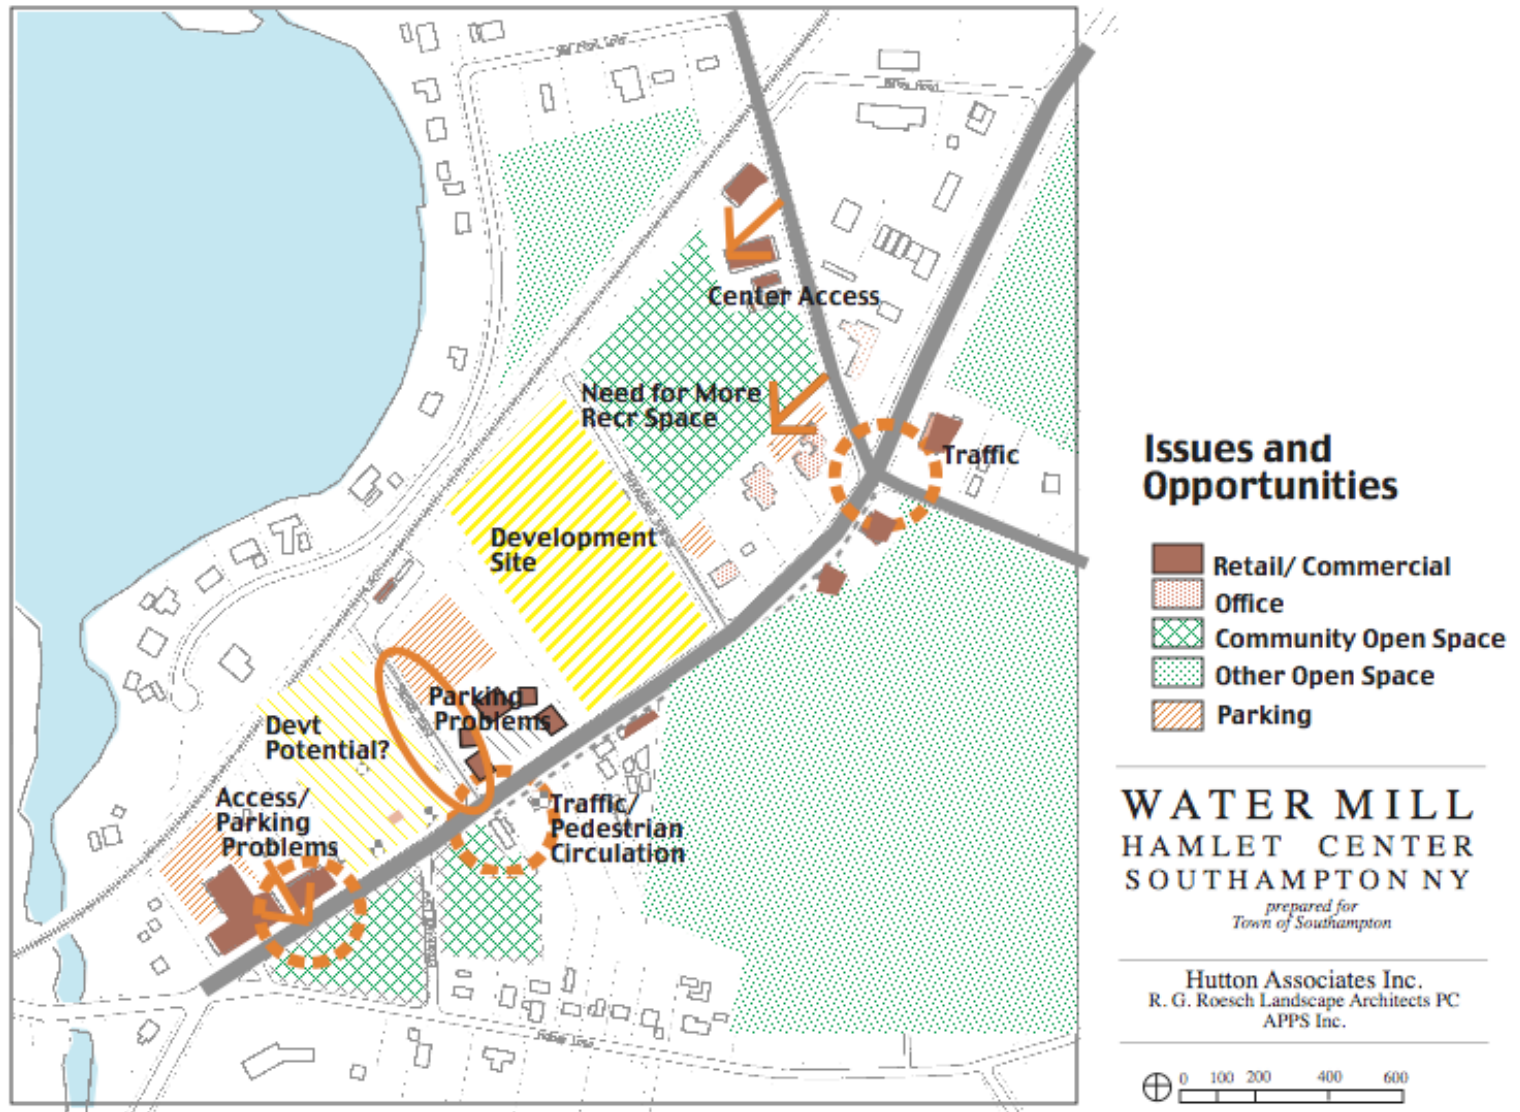 Center Access
Need for More
Recr Space
Traffic
Development
Site
Parking
Problems
Devt
Potential?
Access/
Parking
Problems
Traffic/
Pedestrian
Circulation
Issues and
Opportunities
Retail/ Commercial
Office
Community Open Space
Other Open Space
Parking
WATER MILL
HAMLET CENTER
SOUTHAMPTON NY
prepared for
Town of Southampton
Hutton Associates Inc.
R. G. Roesch Landscape Architects PC
APPS Inc.
0 100 200 400 600